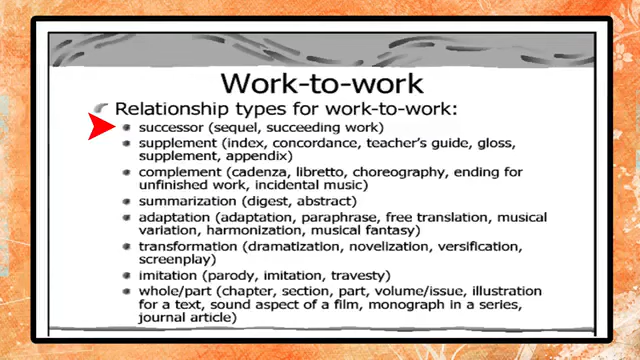 Work-to-work
Relationship types for work-to-work:
successor (sequel, succeeding work)
supplement (index, concordance, teacher's guide, gloss,
supplement, appendix)
complement (cadenza, libretto, choreography, ending for
unfinished work, incidental music)
summarization (digest, abstract)
adaptation (adaptation, paraphrase, free translation, musical
variation, harmonization, musical fantasy)
transformation (dramatization, novelization, versification,
screenplay)
imitation (parody, imitation, travesty)
whole/part (chapter, section, part, volume/issue, illustration
for a text, sound aspect of a film, monograph in a series,
journal article)